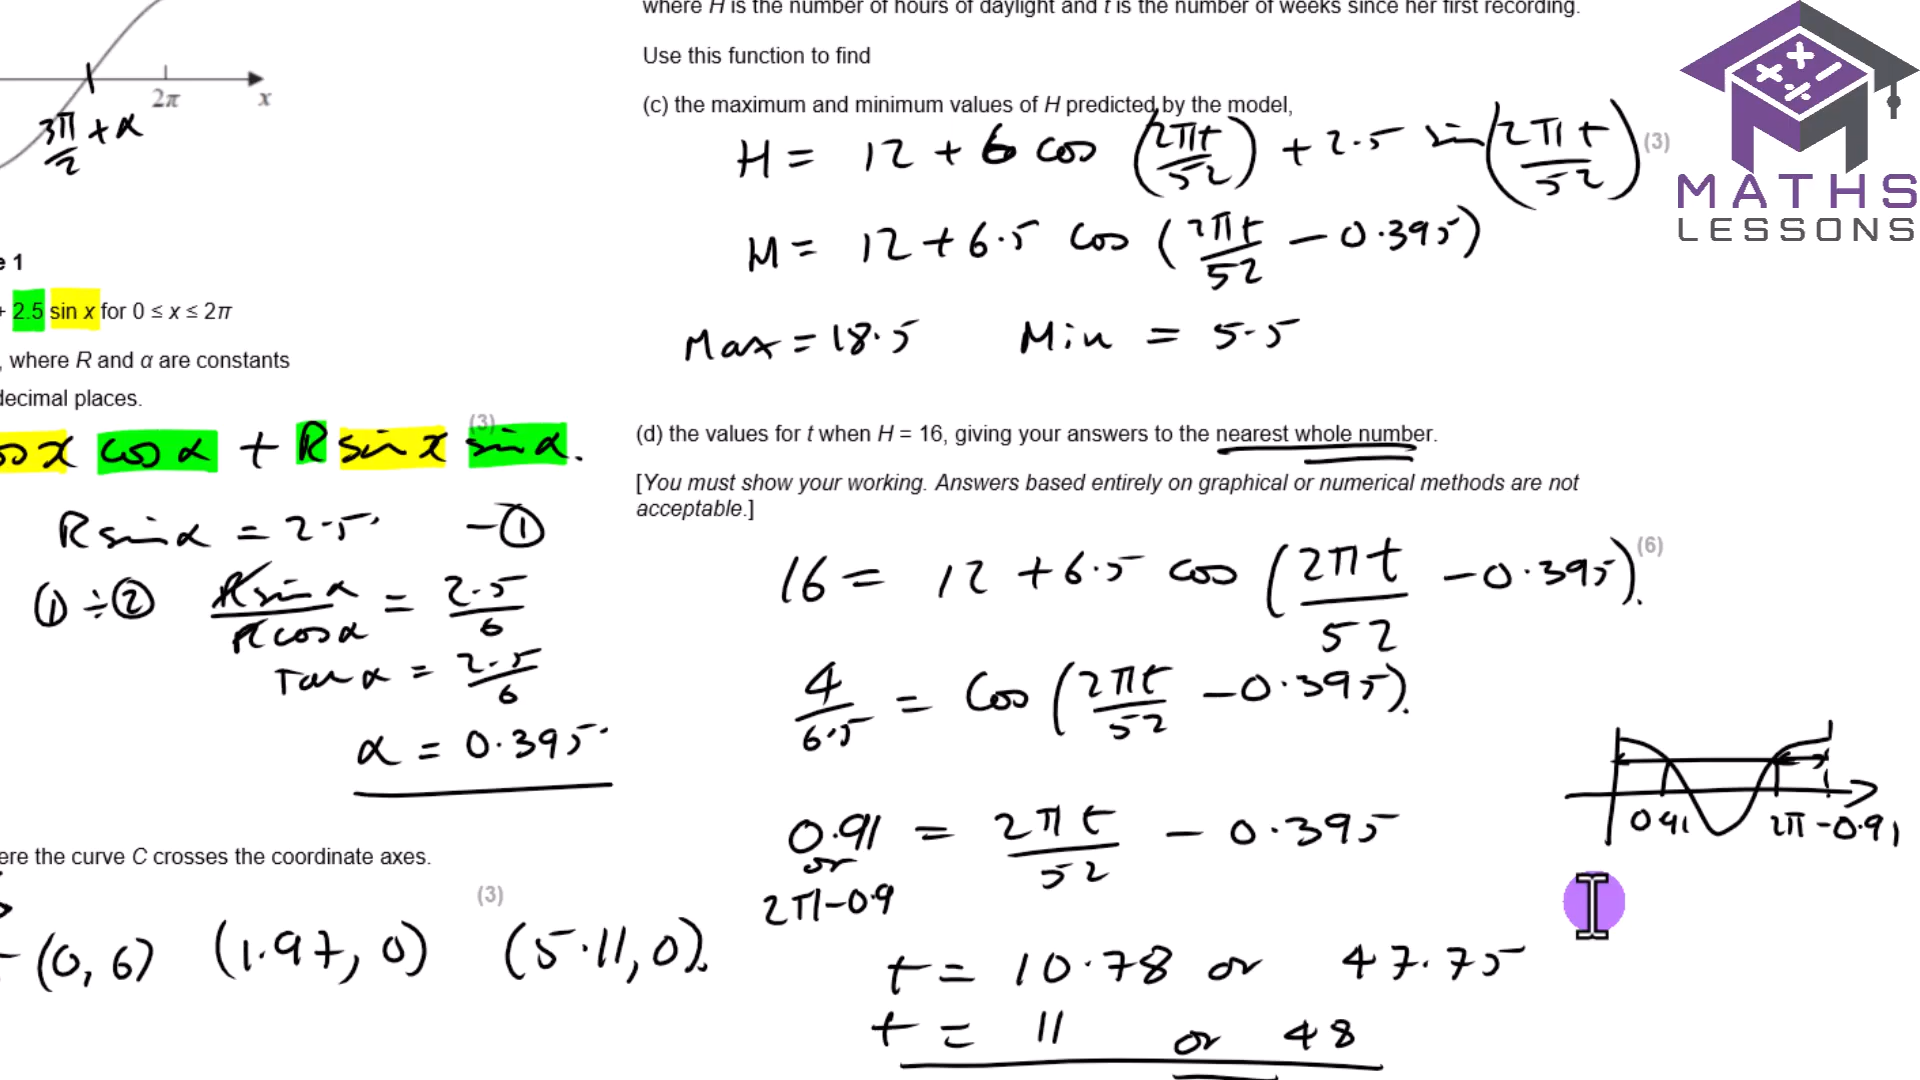 where H is the number of hours of daylight and t is the number of weeks since her first recording.
Use this function to find
(c) the maximum and minimum values of H predicted by the model,
(3)
H = 12 + 6 cos (2πt/52) + 2.5 sin (2πt/52)
H = 12 + 6.5 cos (2πt/52 - 0.395)
Max = 18.5 Min = 5.5
(d) the values for t when H = 16, giving your answers to the nearest whole number.
[You must show your working. Answers based entirely on graphical or numerical methods are not
acceptable.]
(6)
16 = 12 + 6.5 cos (2πt/52 - 0.395).
4/6.5 = cos (2πt/52 - 0.395).
0.91 = 2πt/52 - 0.395
or
2π-0.9
t = 10.78 or 47.75
t = 11 or 48
0.91 2π - 0.91
2π x
3π/2 + α
e 1
+ 2.5 sin x for 0 ≤ x ≤ 2π
, where R and α are constants
decimal places.
(3)
os x cos α + R sin x sin α.
R sin α = 2.5 - ①
① ÷ ② R sin α/R cos α = 2.5/6
Tan α = 2.5/6
α = 0.395
ere the curve C crosses the coordinate axes.
(3)
(0, 6) (1.97, 0) (5.11, 0).
MATHS
LESSONS